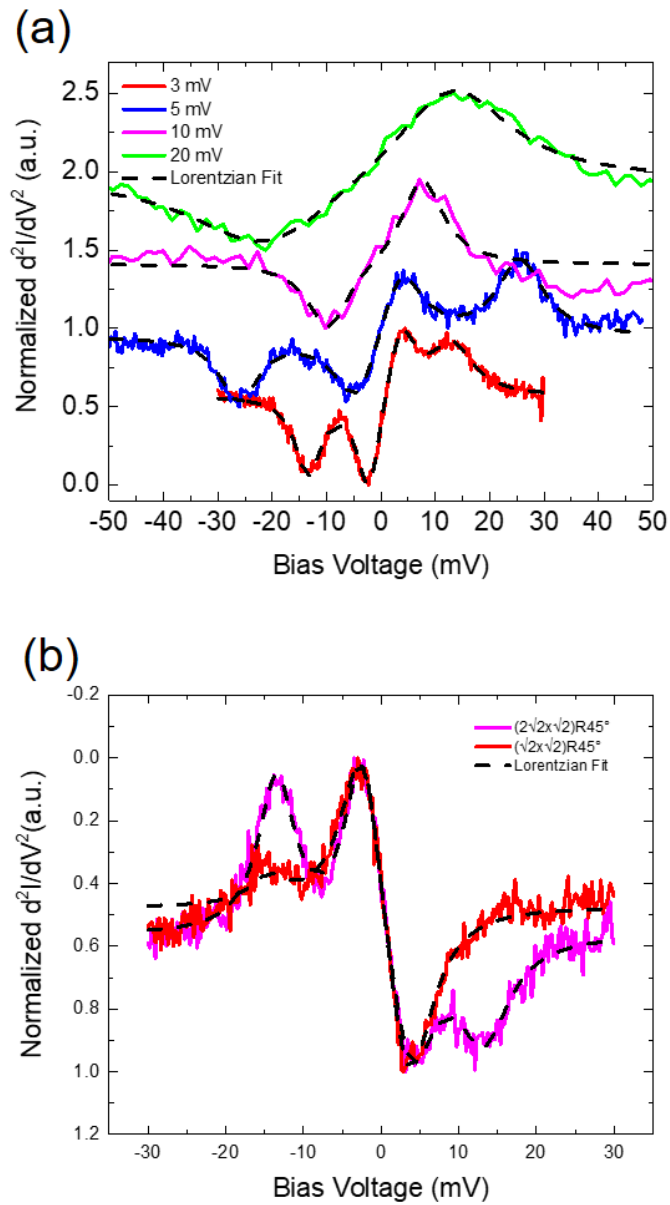 (a)
Normalized d²I/dV² (a.u.)
2.5
2.0
1.5
1.0
0.5
0.0
3 mV
5 mV
10 mV
20 mV
Lorentzian Fit
-50 -40 -30 -20 -10 0 10 20 30 40 50
Bias Voltage (mV)
(b)
Normalized d²I/dV²(a.u.)
-0.2
0.0
0.2
0.4
0.6
0.8
1.0
1.2
(2√2x√2)R45°
(√2x√2)R45°
Lorentzian Fit
-30 -20 -10 0 10 20 30
Bias Voltage (mV)